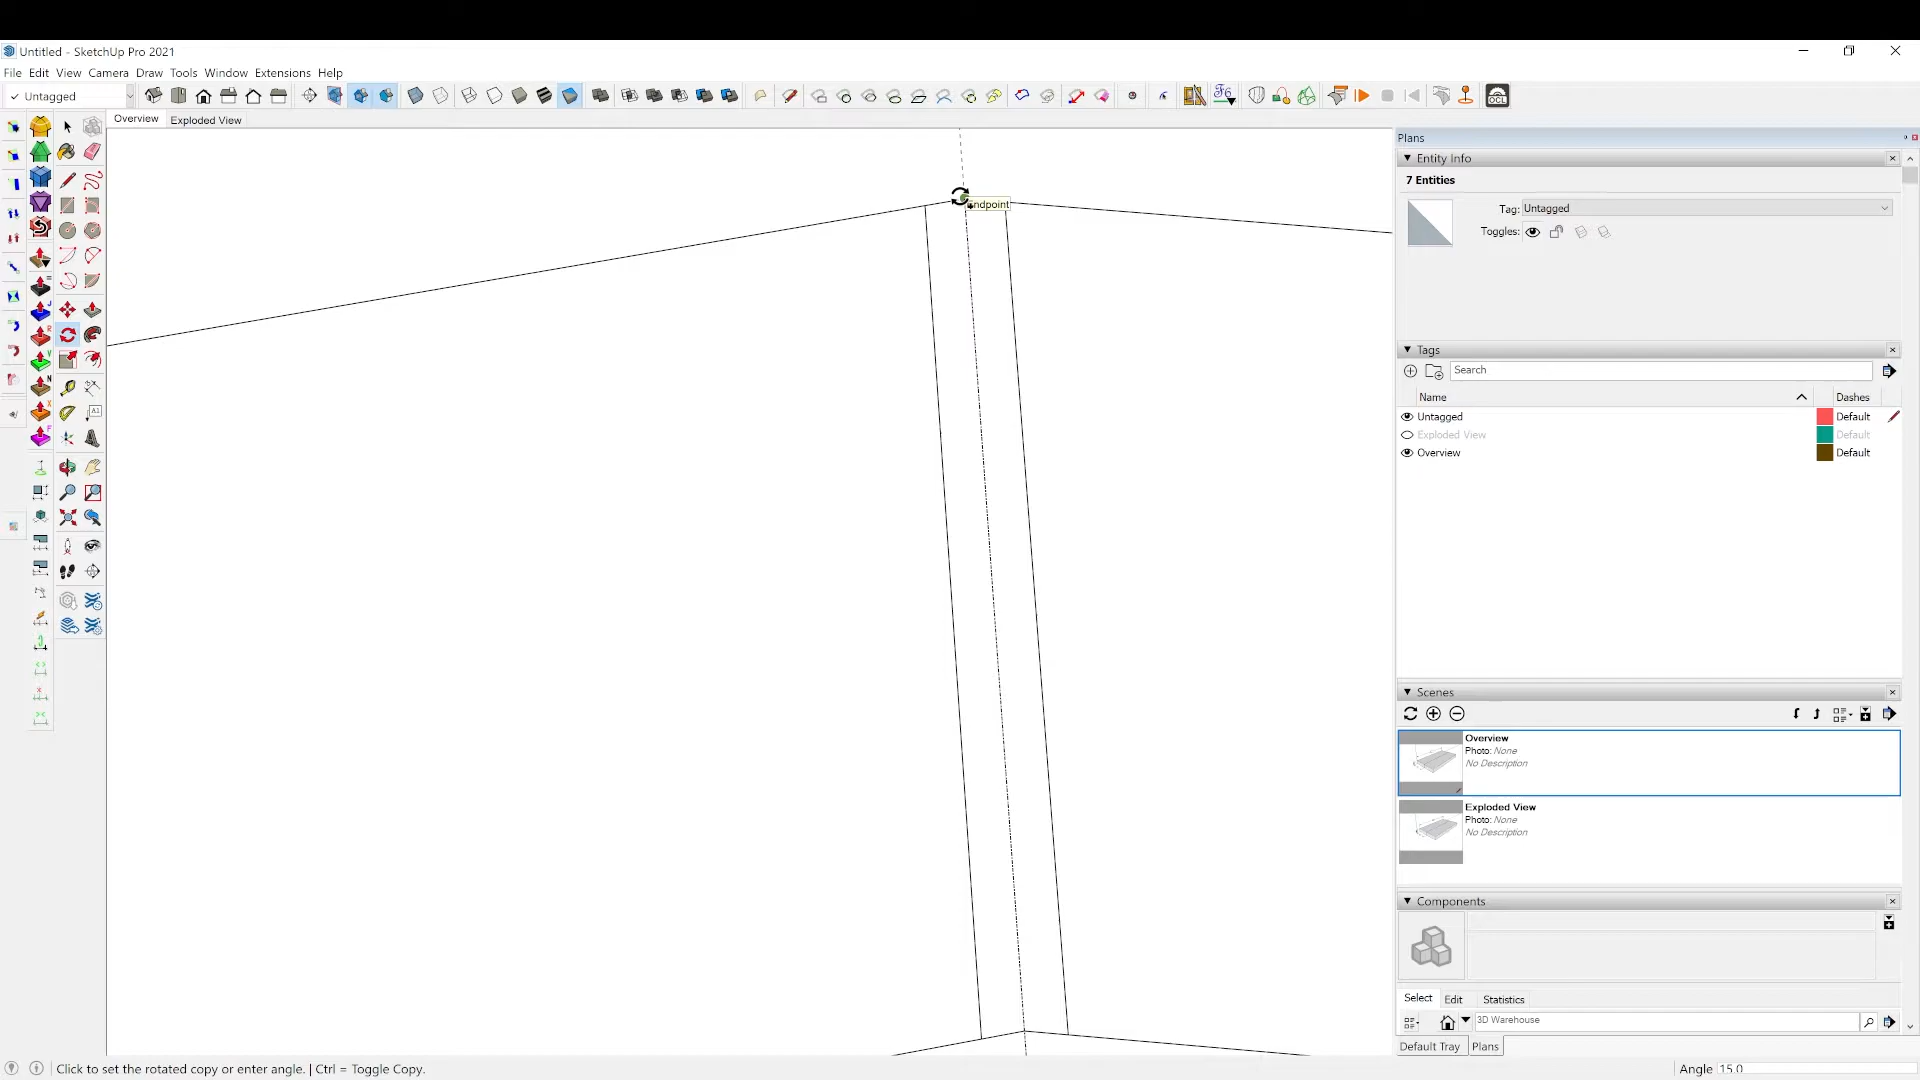 Untitled - SketchUp Pro 2021
File Edit View Camera Draw Tools Window Extensions Help
✓ Untagged
OCL
Overview Exploded View
Endpoint
Plans
Entity Info
7 Entities
Tag: Untagged
Toggles:
Tags
Search
Name Dashes
Untagged Default
Exploded View Default
Overview Default
Scenes
Overview
Photo: None
No Description
Exploded View
Photo: None
No Description
Components
Select Edit Statistics
3D Warehouse
Default Tray Plans
Click to set the rotated copy or enter angle. | Ctrl = Toggle Copy.
Angle 15.0